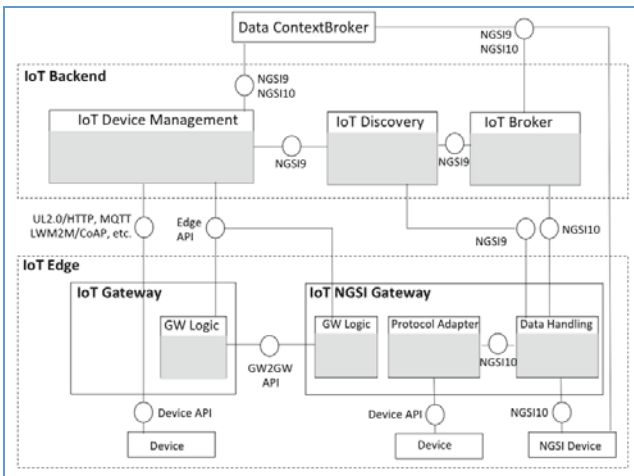 Data ContextBroker
NGSI9
NGSI10
IoT Backend
NGSI9
NGSI10
IoT Device Management
IoT Discovery
IoT Broker
NGSI9
NGSI9
UL2.0/HTTP, MQTT
LWM2M/CoAP, etc.
Edge
API
NGSI9
NGSI10
IoT Edge
IoT Gateway
IoT NGSI Gateway
GW Logic
GW Logic
Protocol Adapter
Data Handling
NGSI10
GW2GW
API
Device API
Device API
NGSI10
Device
Device
NGSI Device